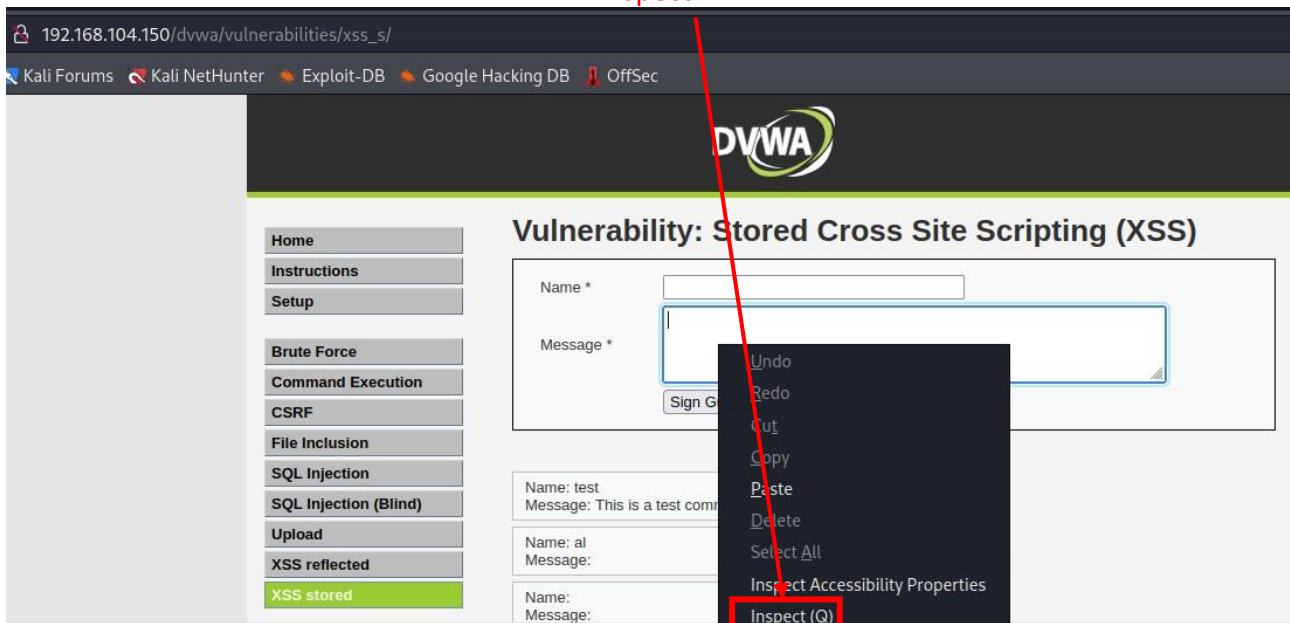 192.168.104.150/dvwa/vulnerabilities/xss_s/
Kali Forums Kali NetHunter Exploit-DB Google Hacking DB OffSec
DVWA
Home
Instructions
Setup
Brute Force
Command Execution
CSRF
File Inclusion
SQL Injection
SQL Injection (Blind)
Upload
XSS reflected
XSS stored
Vulnerability: Stored Cross Site Scripting (XSS)
Name *
Message *
Sign G
Name: test
Message: This is a test comm
Name: al
Message:
Name:
Message:
Undo
Redo
Cut
Copy
Paste
Delete
Select All
Inspect Accessibility Properties
Inspect (Q)